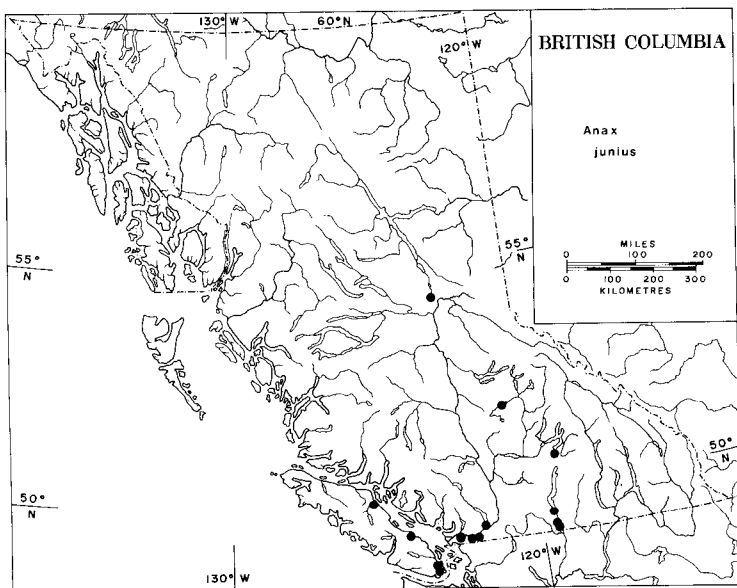 130° W
60° N
120° W
BRITISH COLUMBIA
Anax
junius
MILES
0 100 200
0 100 200 300
KILOMETRES
55°
N
55°
N
50°
N
50°
N
130° W
120° W